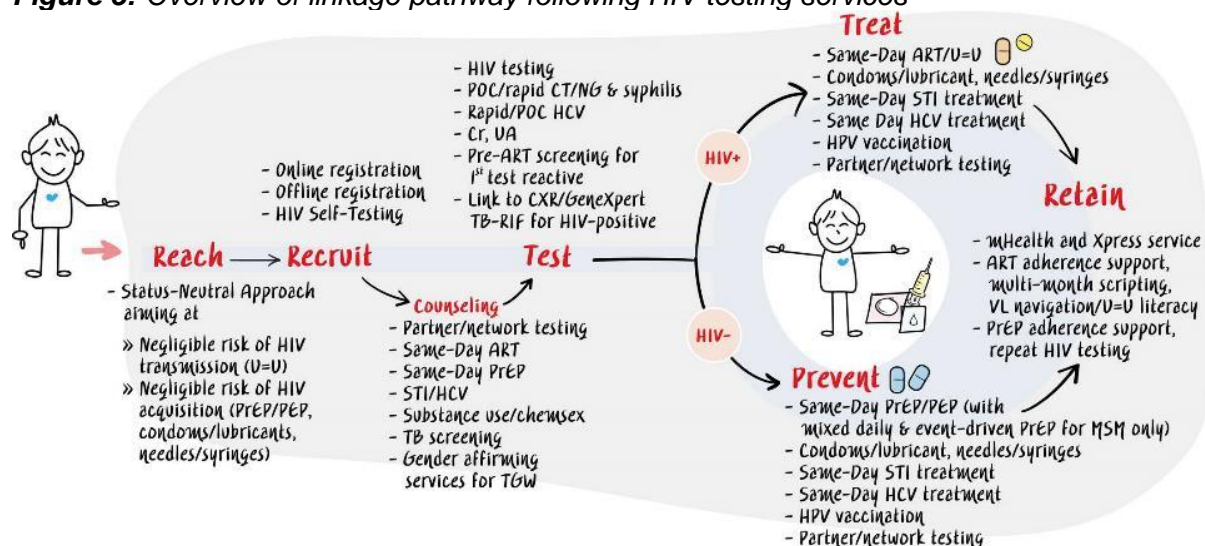 Figure 3. Overview of linkage pathway following HIV testing services
Reach
- Status-Neutral Approach
aiming at
» Negligible risk of HIV
transmission (U=U)
» Negligible risk of HIV
acquisition (PrEP/PEP,
condoms/lubricants,
needles/syringes)
- Online registration
- Offline registration
- HIV Self-Testing
Recruit
Counseling
- Partner/network testing
- Same-Day ART
- Same-Day PrEP
- STI/HCV
- Substance use/chemsex
- TB screening
- Gender affirming
services for TGW
- HIV testing
- POC/rapid CT/NG & syphilis
- Rapid/POC HCV
- Cr, UA
- Pre-ART screening for
1st test reactive
- Link to CXR/GeneXpert
TB-RIF for HIV-positive
Test
HIV+
Treat
- Same-Day ART/U=U
- Condoms/lubricant, needles/syringes
- Same-Day STI treatment
- Same Day HCV treatment
- HPV vaccination
- Partner/network testing
HIV-
Prevent
- Same-Day PrEP/PEP (with
mixed daily & event-driven PrEP for MSM only)
- Condoms/lubricant, needles/syringes
- Same-Day STI treatment
- Same-Day HCV treatment
- HPV vaccination
- Partner/network testing
Retain
- mHealth and Xpress service
- ART adherence support,
multi-month scripting,
VL navigation/U=U literacy
- PrEP adherence support,
repeat HIV testing